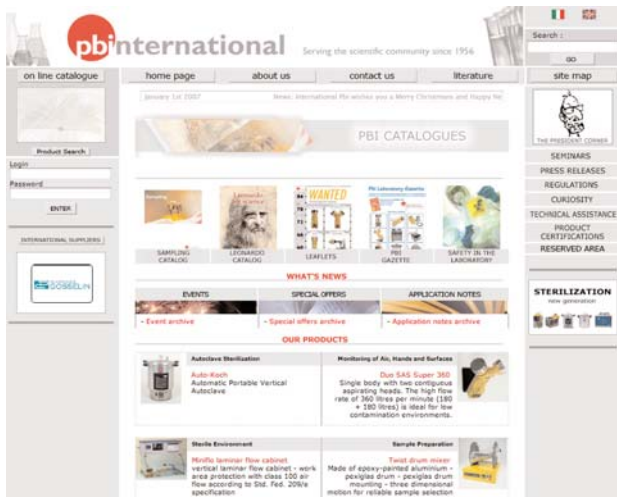 pbinternational
Serving the scientific community since 1956
Search :
GO
on line catalogue
home page
about us
contact us
literature
site map
January 1st 2007
News: International Pbi wishes you a Merry Christmas and Happy Ne
PBI CATALOGUES
Product Search
Login
Password
ENTER
INTERNATIONAL SUPPLIERS
GOSSELIN
THE PRESIDENT CORNER
SEMINARS
PRESS RELEASES
REGULATIONS
CURIOSITY
TECHNICAL ASSISTANCE
PRODUCT
CERTIFICATIONS
RESERVED AREA
STERILIZATION
new generation
Leonardo
WANTED
Pbi Laboratory Gazette
SAMPLING
CATALOG
LEONARDO
CATALOG
LEAFLETS
PBI
GAZETTE
SAFETY IN THE
LABORATORY
WHAT'S NEWS
EVENTS
SPECIAL OFFERS
APPLICATION NOTES
- Event archive
- Special offers archive
- Application notes archive
OUR PRODUCTS
Autoclave Sterilization
Auto-Koch
Automatic Portable Vertical
Autoclave
Monitoring of Air, Hands and Surfaces
Duo SAS Super 360
Single body with two contiguous
aspirating heads. The high flow
rate of 360 litres per minute (180
+ 180 litres) is ideal for low
contamination environments.
Sterile Environment
Miniflo laminar flow cabinet
vertical laminar flow cabinet - work
area protection with class 100 air
flow according to Std. Fed. 209/e
specification
Sample Preparation
Twist drum mixer
Made of epoxy-painted aluminium -
pexiglas drum - pexiglas drum
mounting - three dimensional
motion for reliable sample selection